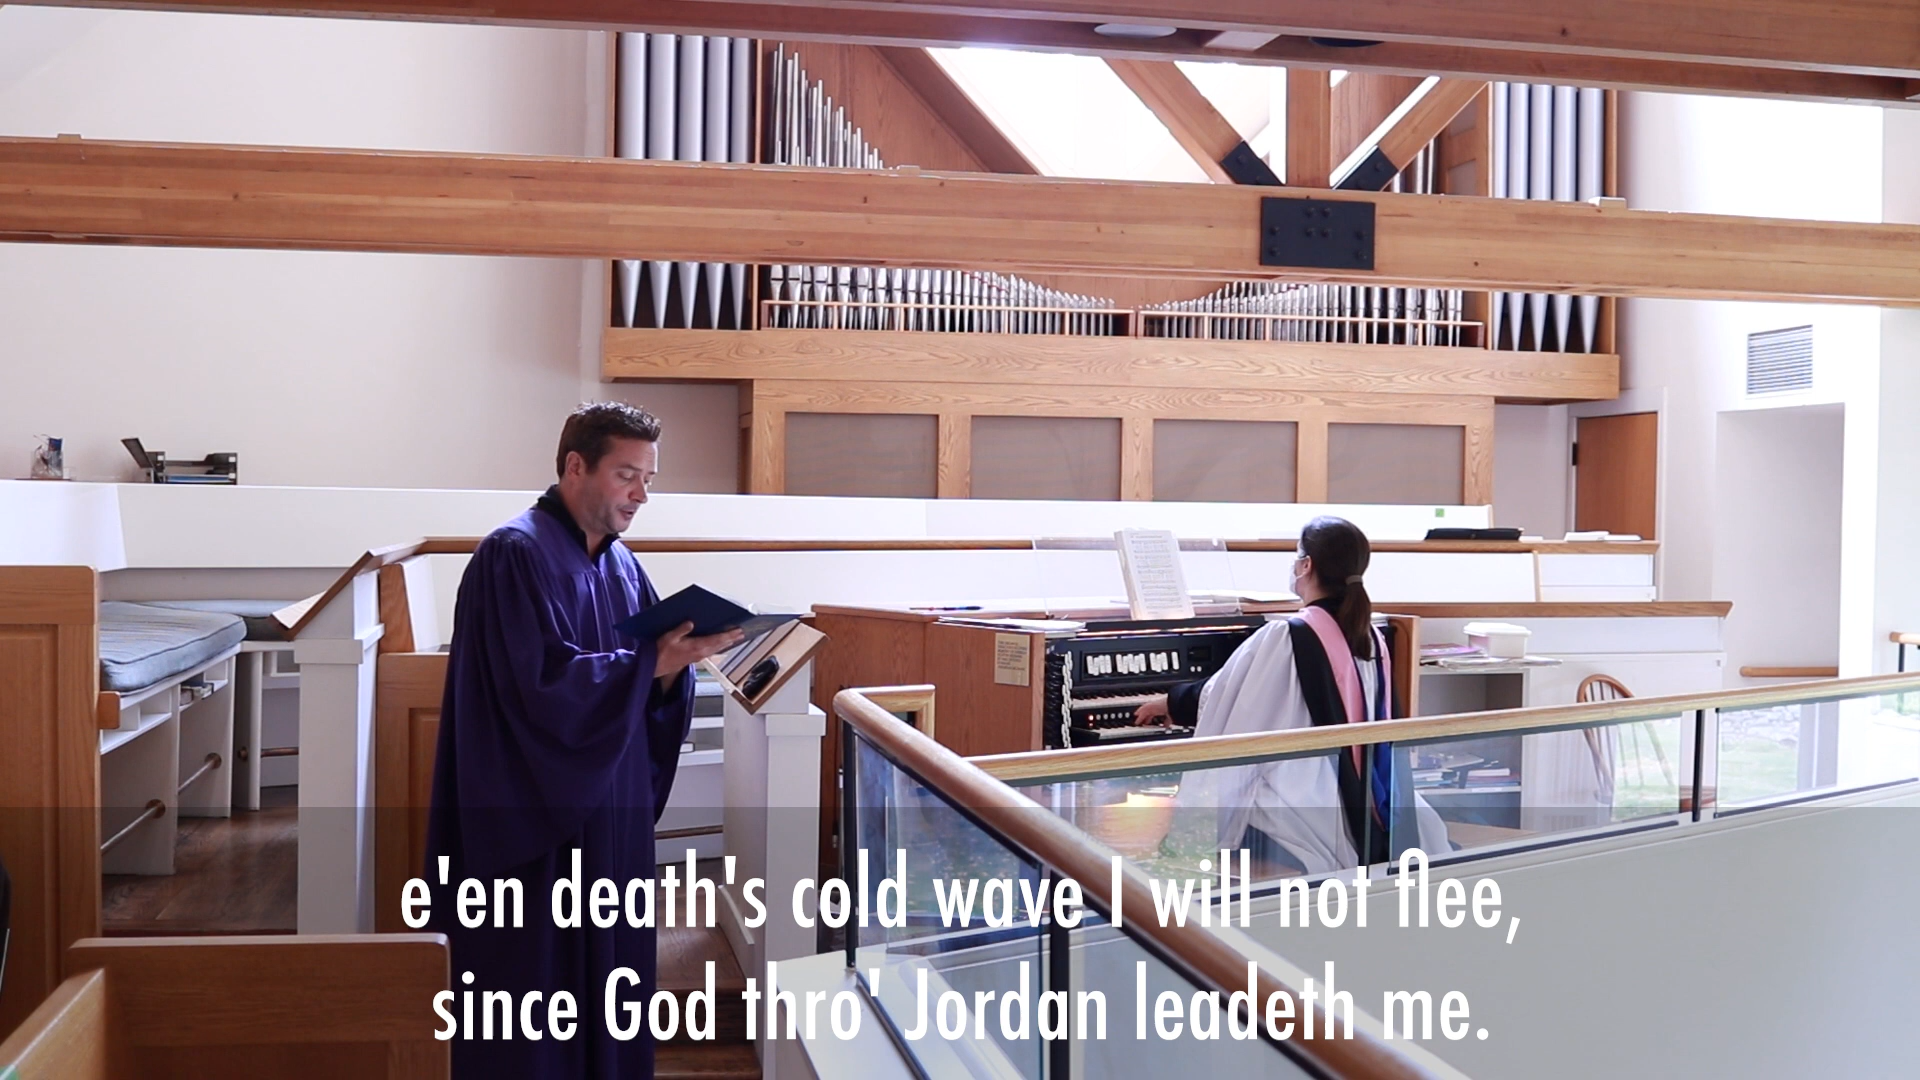 e'en death's cold wave I will not flee,
since God thro' Jordan leadeth me.